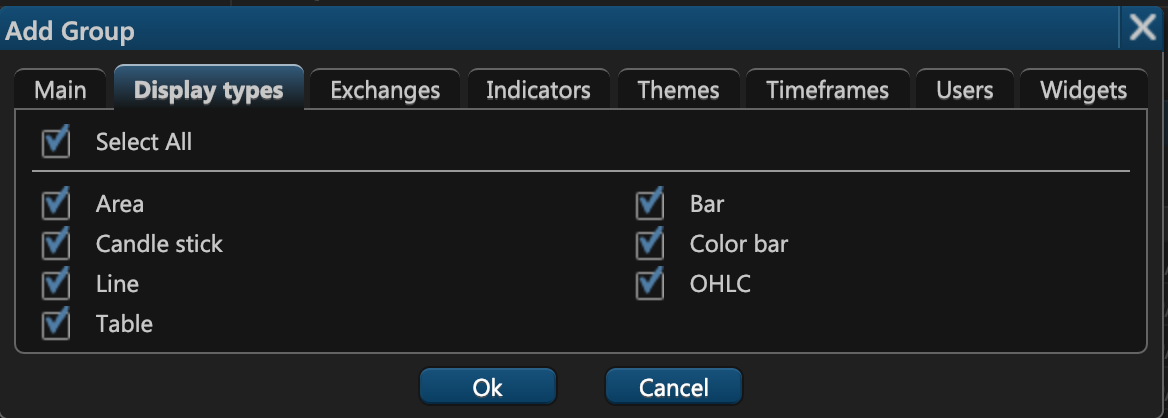 Add Group
Main Display types Exchanges Indicators Themes Timeframes Users Widgets
Select All
Area Bar
Candle stick Color bar
Line OHLC
Table
Ok Cancel